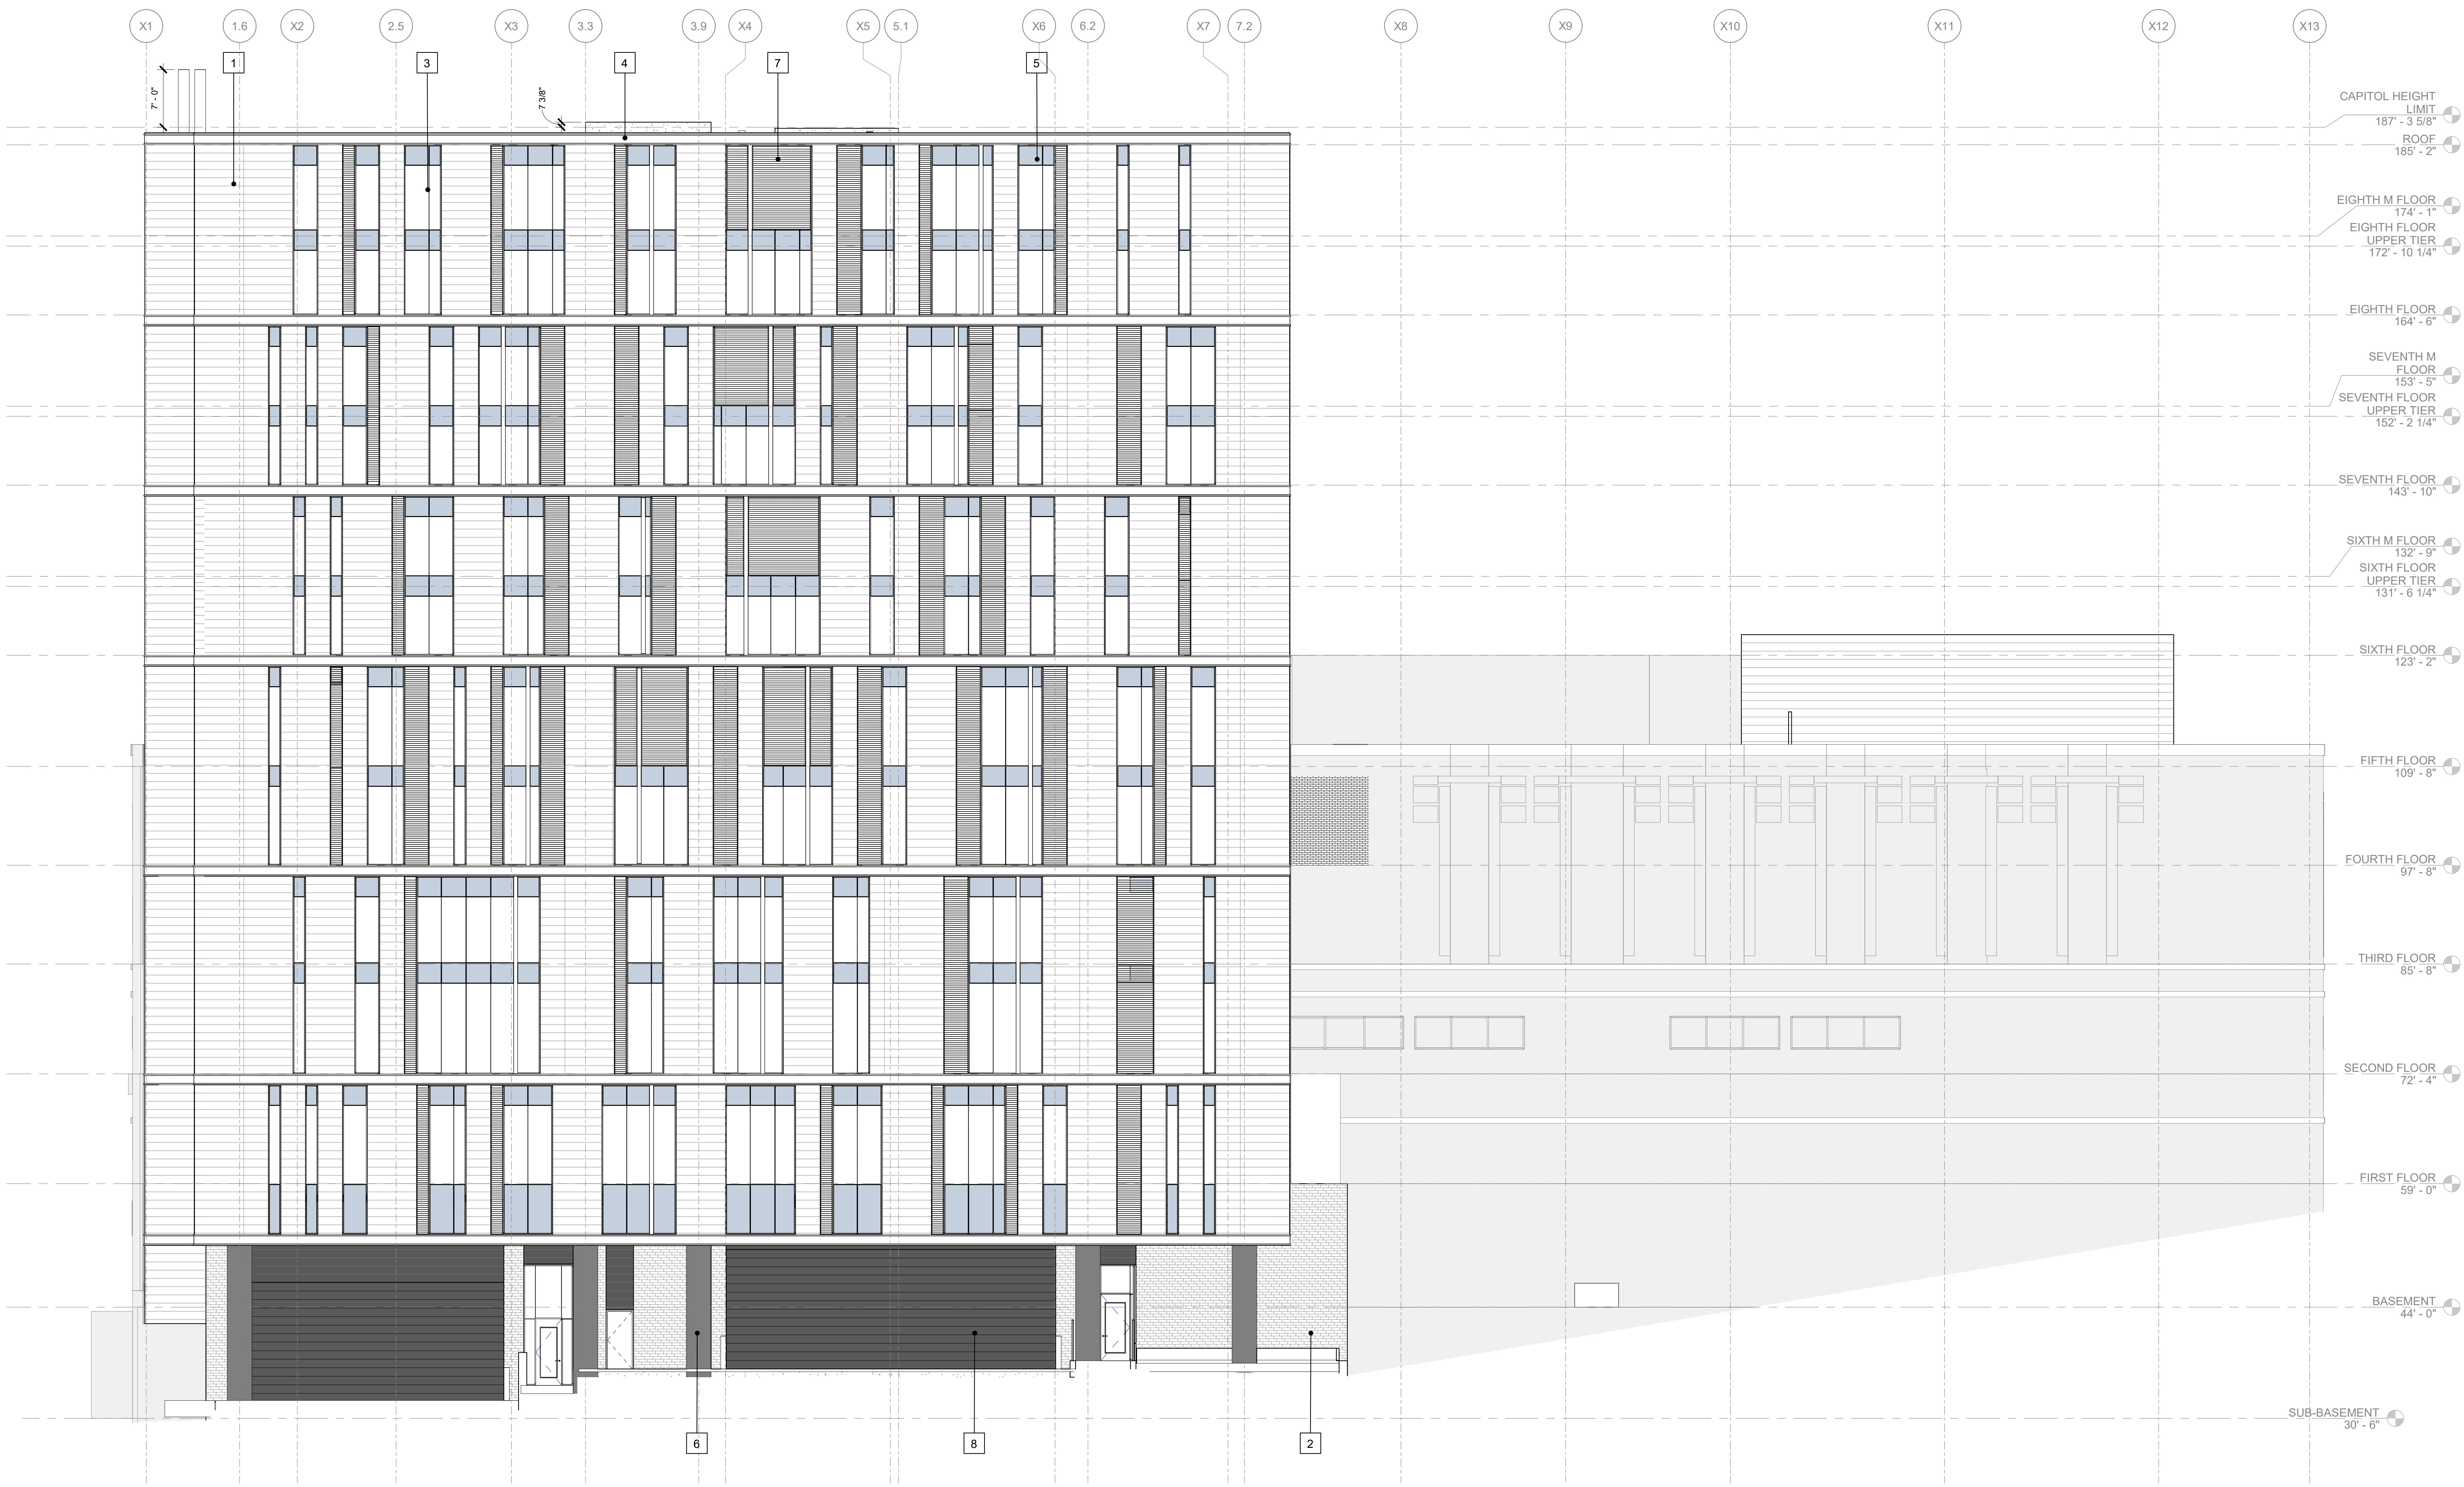 X1
1.6
X2
2.5
X3
3.3
3.9
X4
X5
5.1
X6
6.2
X7
7.2
X8
X9
X10
X11
X12
X13
1
3
4
7
5
7' - 0"
7 3/8"
CAPITOL HEIGHT
LIMIT
187' - 3 5/8"
ROOF
185' - 2"
EIGHTH M FLOOR
174' - 1"
EIGHTH FLOOR
UPPER TIER
172' - 10 1/4"
EIGHTH FLOOR
164' - 6"
SEVENTH M
FLOOR
153' - 5"
SEVENTH FLOOR
UPPER TIER
152' - 2 1/4"
SEVENTH FLOOR
143' - 10"
SIXTH M FLOOR
132' - 9"
SIXTH FLOOR
UPPER TIER
131' - 6 1/4"
SIXTH FLOOR
123' - 2"
FIFTH FLOOR
109' - 8"
FOURTH FLOOR
97' - 8"
THIRD FLOOR
85' - 8"
SECOND FLOOR
72' - 4"
FIRST FLOOR
59' - 0"
BASEMENT
44' - 0"
SUB-BASEMENT
30' - 6"
6
8
2